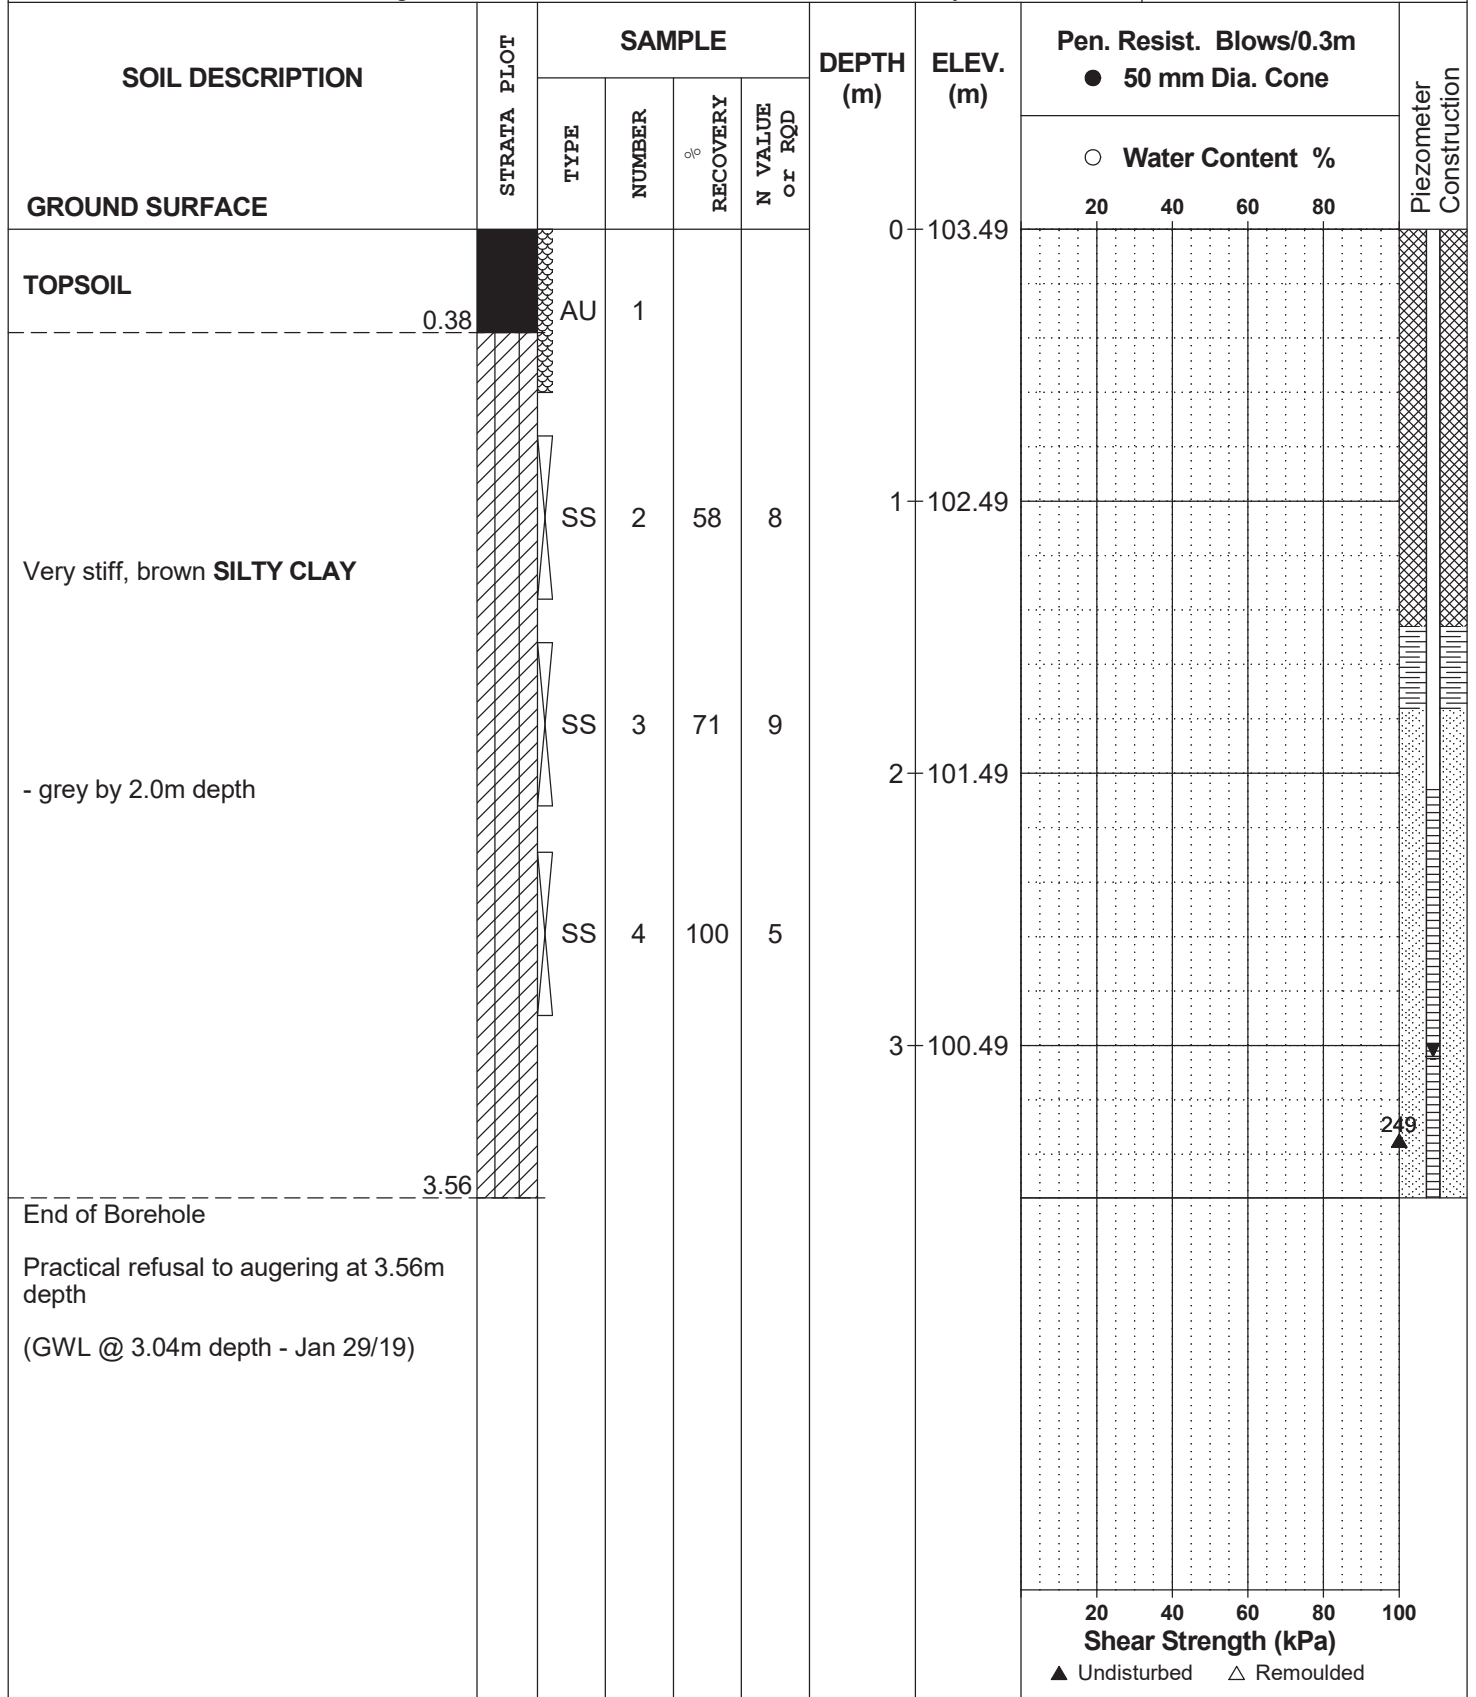 SOIL DESCRIPTION
GROUND SURFACE
STRATA PLOT
SAMPLE
TYPE
NUMBER
%
RECOVERY
N VALUE
or RQD
DEPTH
(m)
ELEV.
(m)
Pen. Resist. Blows/0.3m
● 50 mm Dia. Cone
○ Water Content %
20 40 60 80
Piezometer
Construction
0 103.49
TOPSOIL
0.38
AU 1
1 102.49
SS 2 58 8
Very stiff, brown SILTY CLAY
SS 3 71 9
2 101.49
- grey by 2.0m depth
SS 4 100 5
3 100.49
249
3.56
End of Borehole
Practical refusal to augering at 3.56m
depth
(GWL @ 3.04m depth - Jan 29/19)
20 40 60 80 100
Shear Strength (kPa)
▲ Undisturbed △ Remoulded